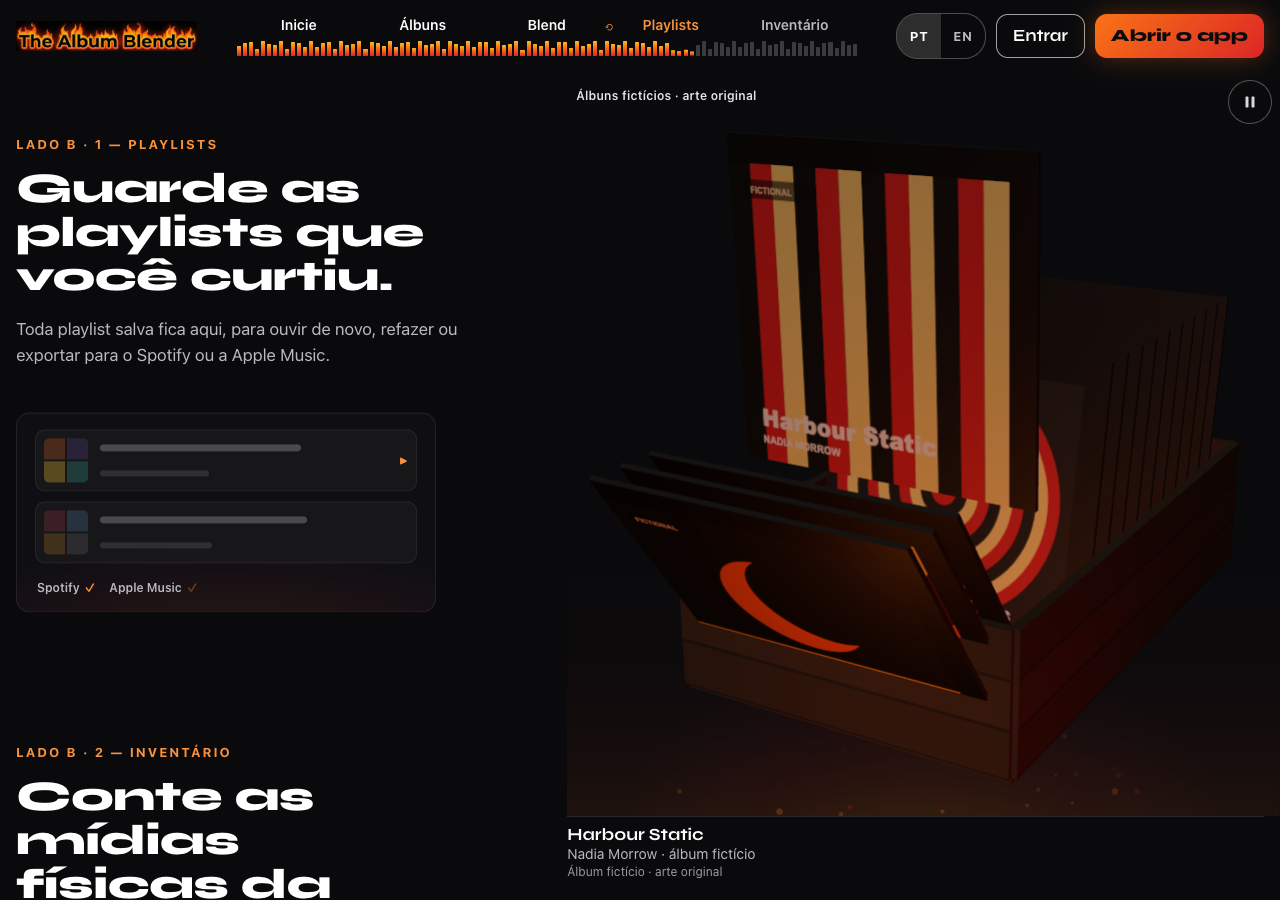 The Album Blender
Inicie
Álbuns
Blend
Playlists
Inventário
PT
EN
Entrar
Abrir o app
Álbuns fictícios · arte original
LADO B · 1 — PLAYLISTS
Guarde as
playlists que
você curtiu.
Toda playlist salva fica aqui, para ouvir de novo, refazer ou
exportar para o Spotify ou a Apple Music.
Spotify ✓ Apple Music ✓
LADO B · 2 — INVENTÁRIO
Conte as
mídias
físicas da
FICTIONAL
Harbour Static
NADIA MORROW
FICTIONAL
Harbour Static
Nadia Morrow · álbum fictício
Álbum fictício · arte original